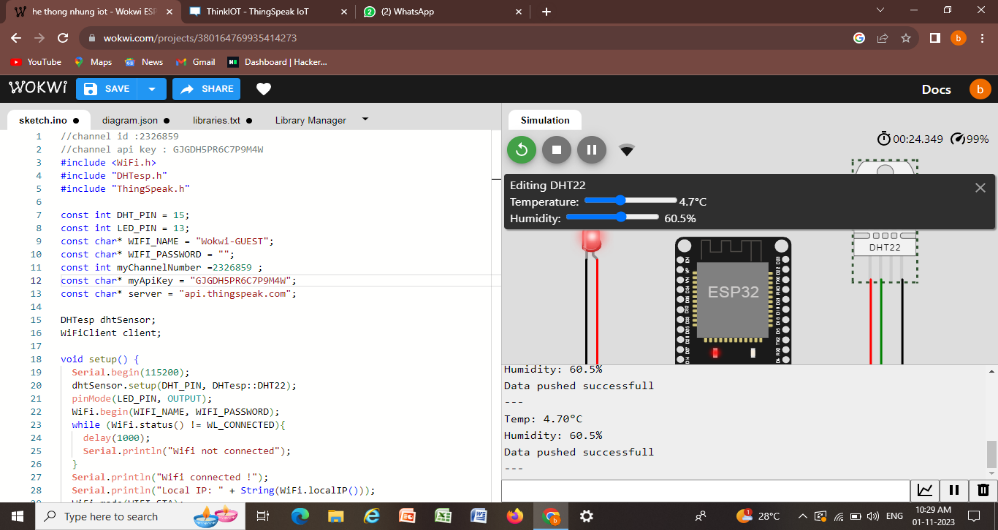 he thong nhung iot - Wokwi ESP
ThinkIOT - ThingSpeak IoT
(2) WhatsApp
wokwi.com/projects/380164769935414273
YouTube
Maps
News
Gmail
Dashboard | Hacker...
WOKWI
SAVE
SHARE
Docs
b
sketch.ino
diagram.json
libraries.txt
Library Manager
1 //channel id :2326859
2 //channel api key : GJGDH5PR6C7P9M4W
3 #include <WiFi.h>
4 #include "DHTesp.h"
5 #include "ThingSpeak.h"
6
7 const int DHT_PIN = 15;
8 const int LED_PIN = 13;
9 const char* WIFI_NAME = "Wokwi-GUEST";
10 const char* WIFI_PASSWORD = "";
11 const int myChannelNumber =2326859 ;
12 const char* myApiKey = "GJGDH5PR6C7P9M4W";
13 const char* server = "api.thingspeak.com";
14
15 DHTesp dhtSensor;
16 WiFiClient client;
17
18 void setup() {
19 Serial.begin(115200);
20 dhtSensor.setup(DHT_PIN, DHTesp::DHT22);
21 pinMode(LED_PIN, OUTPUT);
22 WiFi.begin(WIFI_NAME, WIFI_PASSWORD);
23 while (WiFi.status() != WL_CONNECTED){
24 delay(1000);
25 Serial.println("Wifi not connected");
26 }
27 Serial.println("Wifi connected !");
28 Serial.println("Local IP: " + String(WiFi.localIP()));
Simulation
00:24.349
99%
Editing DHT22
Temperature: 4.7°C
Humidity: 60.5%
DHT22
ESP32
Humidity: 60.5%
Data pushed successfull
---
Temp: 4.70°C
Humidity: 60.5%
Data pushed successfull
---
Type here to search
28°C
ENG
10:29 AM
01-11-2023